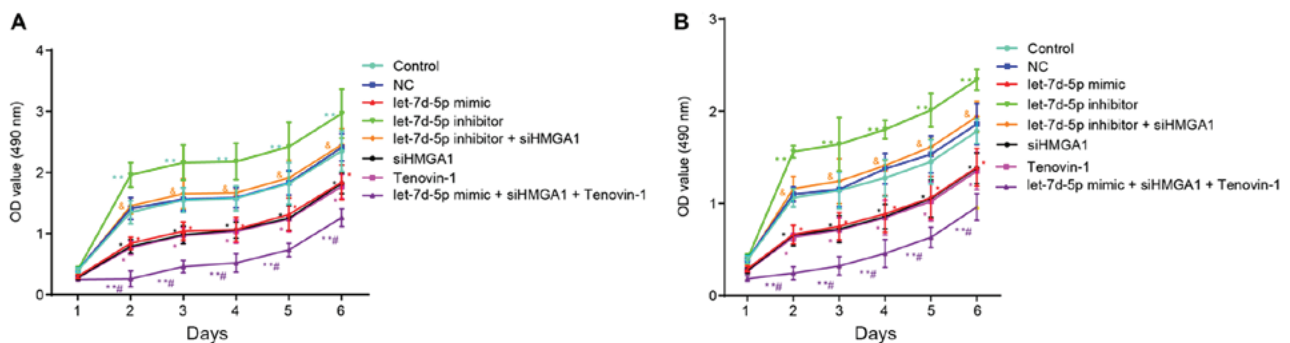 A
OD value (490 nm)
4
3
2
1
0
1 2 3 4 5 6
Days
Control
NC
let-7d-5p mimic
let-7d-5p inhibitor
let-7d-5p inhibitor + siHMGA1
siHMGA1
Tenovin-1
let-7d-5p mimic + siHMGA1 + Tenovin-1
** ** ** ** **
& & & &
* * * * *
**# **# **# **# **#
B
OD value (490 nm)
3
2
1
0
1 2 3 4 5 6
Days
Control
NC
let-7d-5p mimic
let-7d-5p inhibitor
let-7d-5p inhibitor + siHMGA1
siHMGA1
Tenovin-1
let-7d-5p mimic + siHMGA1 + Tenovin-1
** ** ** ** **
& & & & &
* * * * *
**# **# **# **# **#